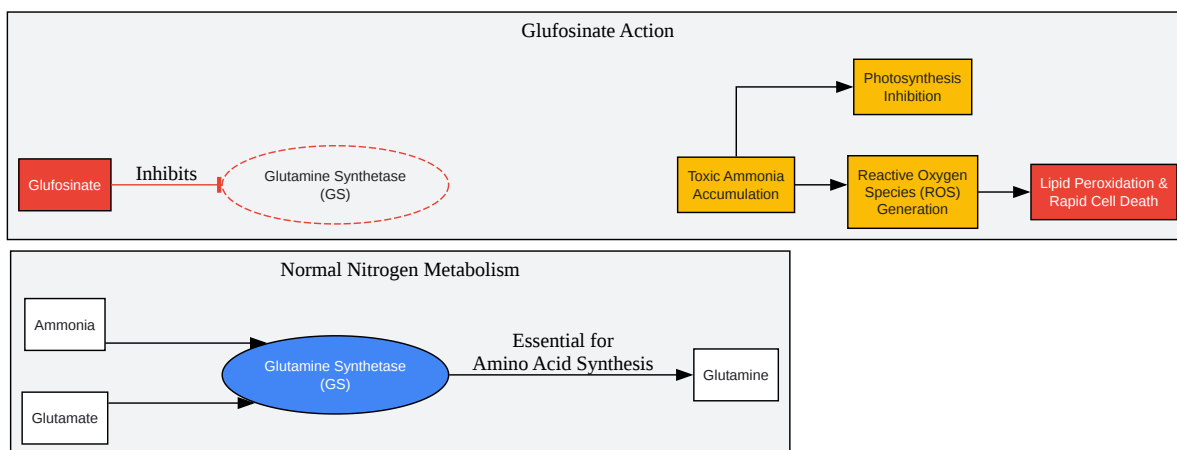 Glufosinate Action
Photosynthesis
Inhibition
Glufosinate
Inhibits
Glutamine Synthetase
(GS)
Toxic Ammonia
Accumulation
Reactive Oxygen
Species (ROS)
Generation
Lipid Peroxidation &
Rapid Cell Death
Normal Nitrogen Metabolism
Ammonia
Glutamate
Glutamine Synthetase
(GS)
Essential for
Amino Acid Synthesis
Glutamine